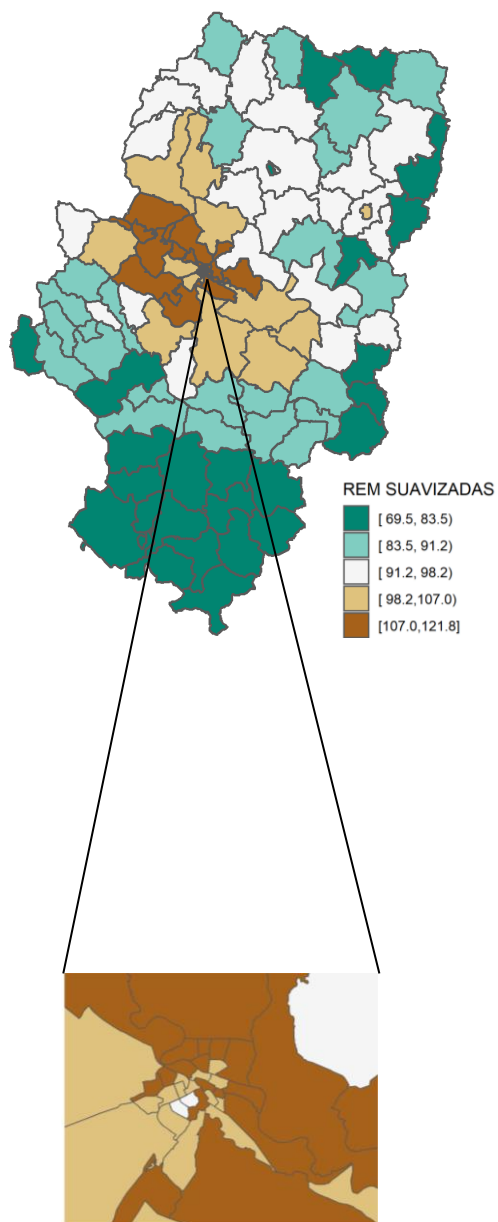 REM SUAVIZADAS
[ 69.5, 83.5)
[ 83.5, 91.2)
[ 91.2, 98.2)
[ 98.2,107.0)
[107.0,121.8]